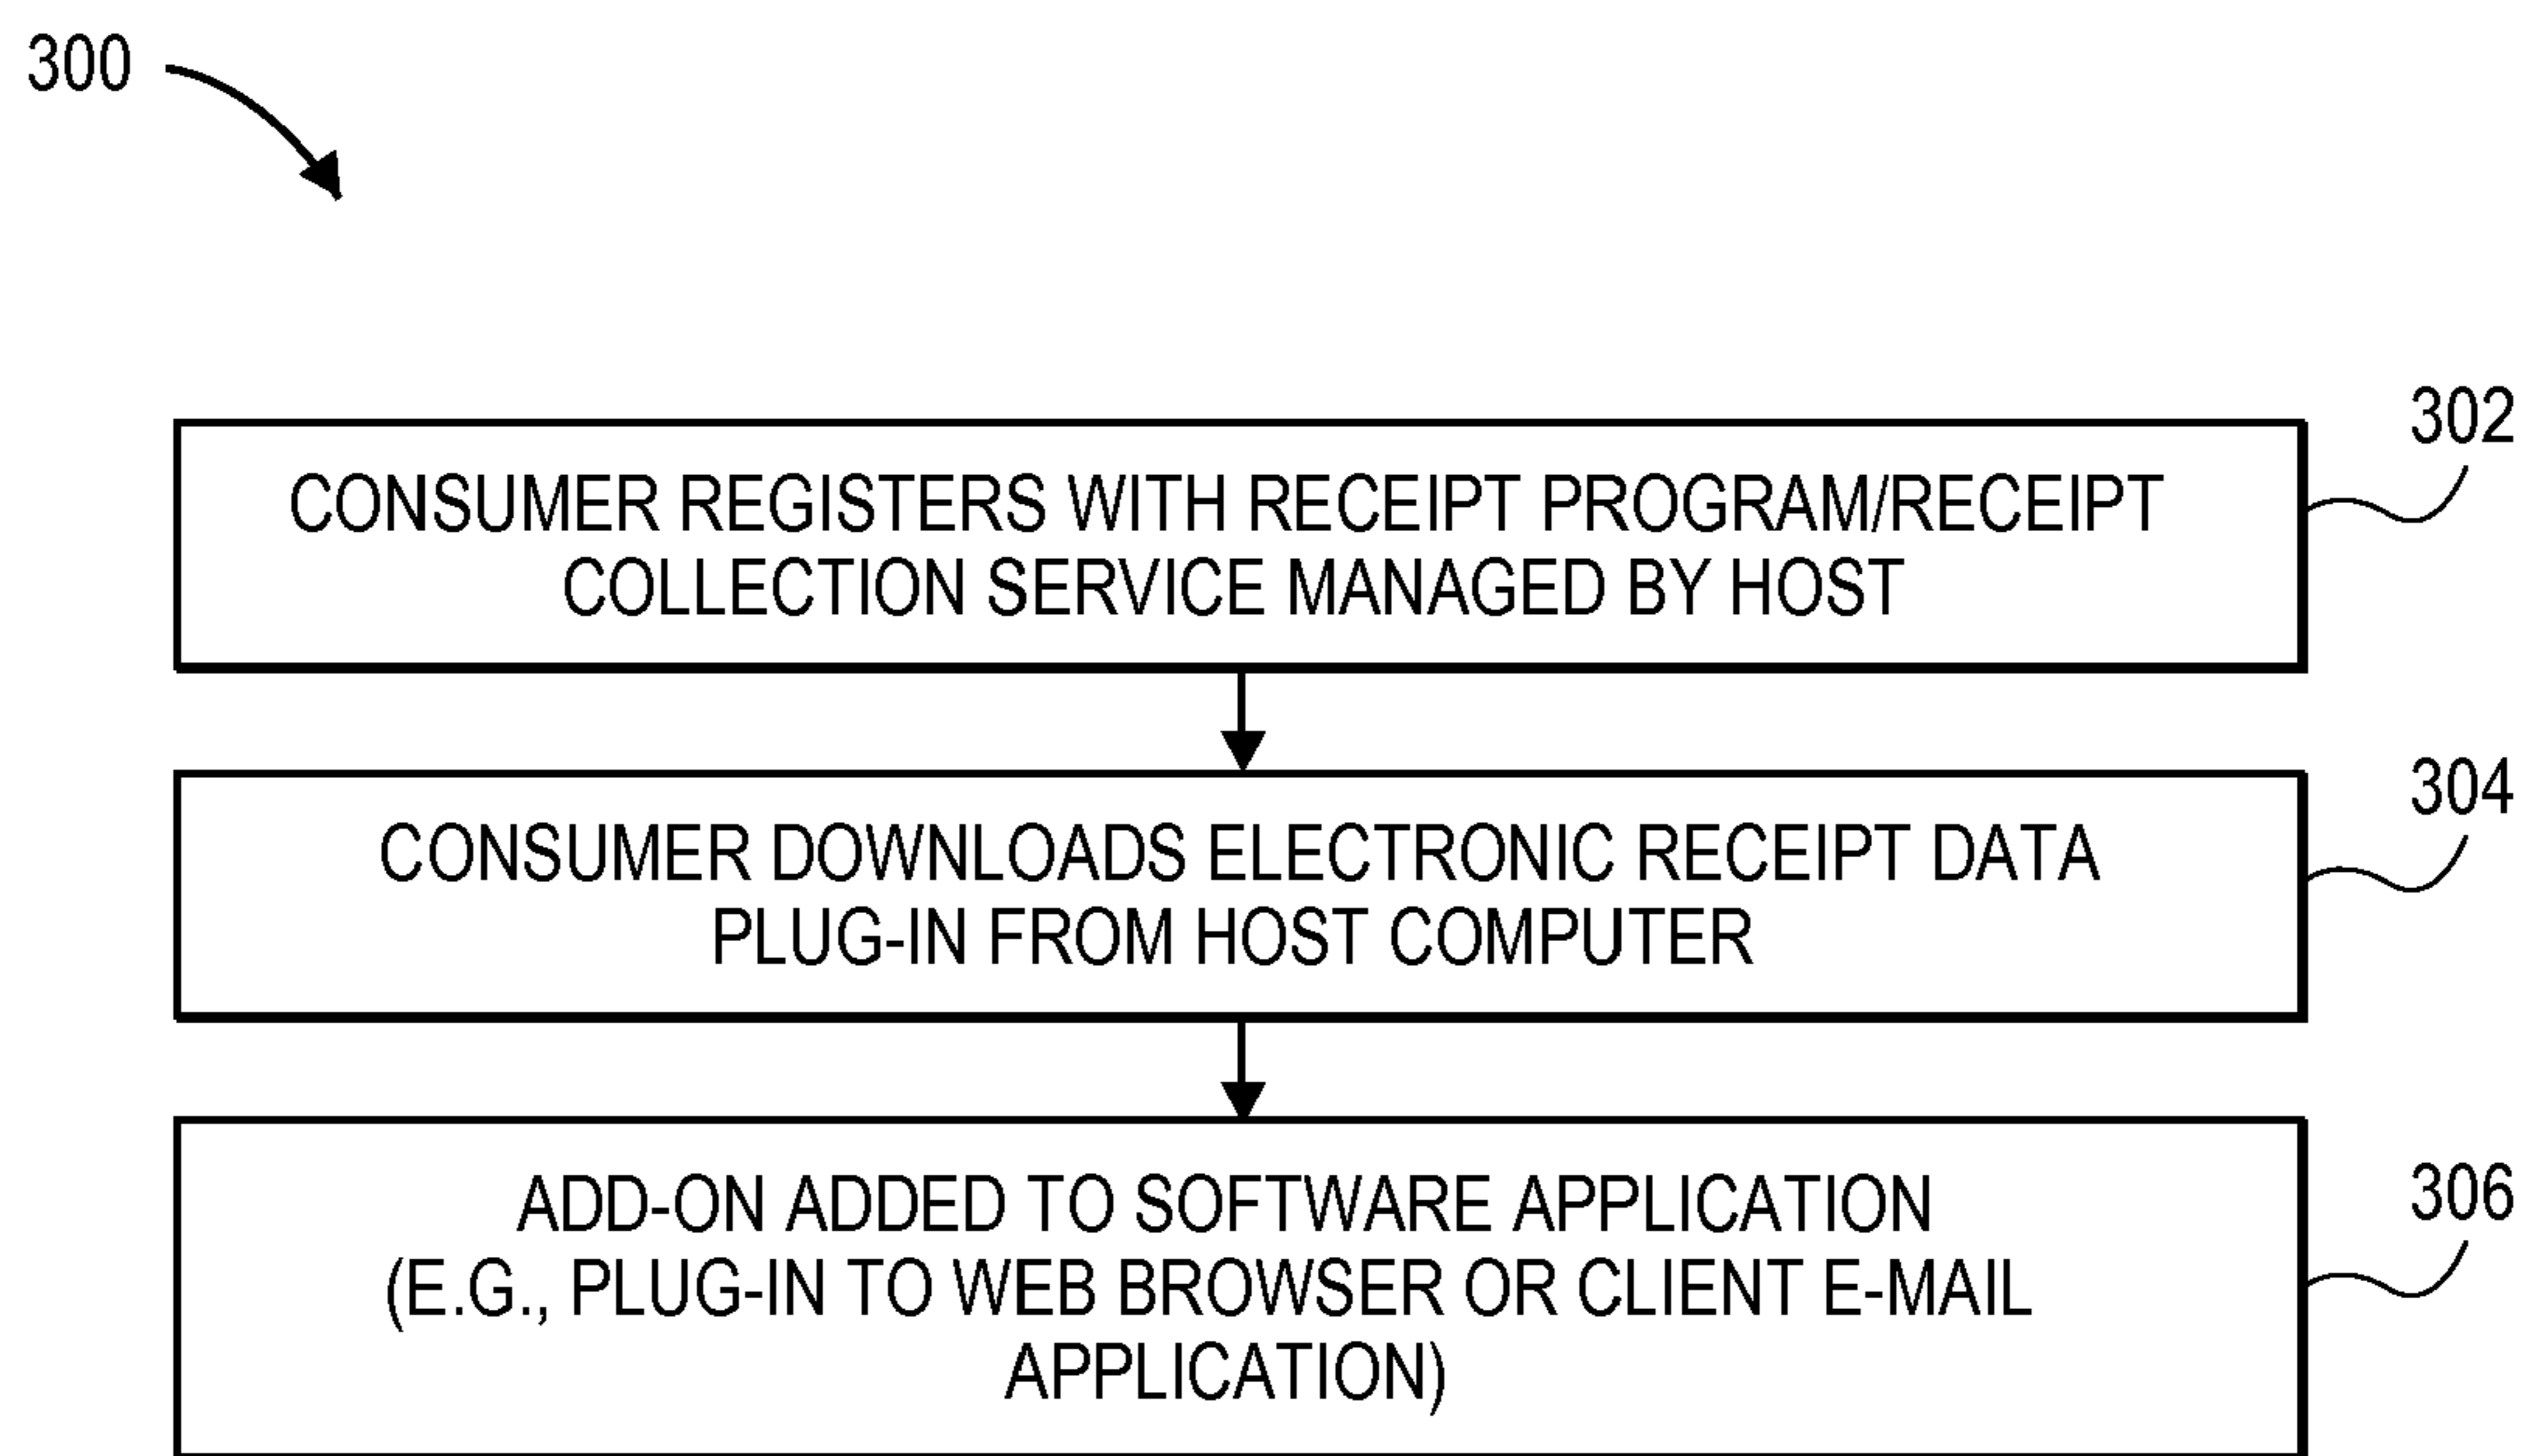 300
302
CONSUMER REGISTERS WITH RECEIPT PROGRAM/RECEIPT
COLLECTION SERVICE MANAGED BY HOST
304
CONSUMER DOWNLOADS ELECTRONIC RECEIPT DATA
PLUG-IN FROM HOST COMPUTER
306
ADD-ON ADDED TO SOFTWARE APPLICATION
(E.G., PLUG-IN TO WEB BROWSER OR CLIENT E-MAIL
APPLICATION)